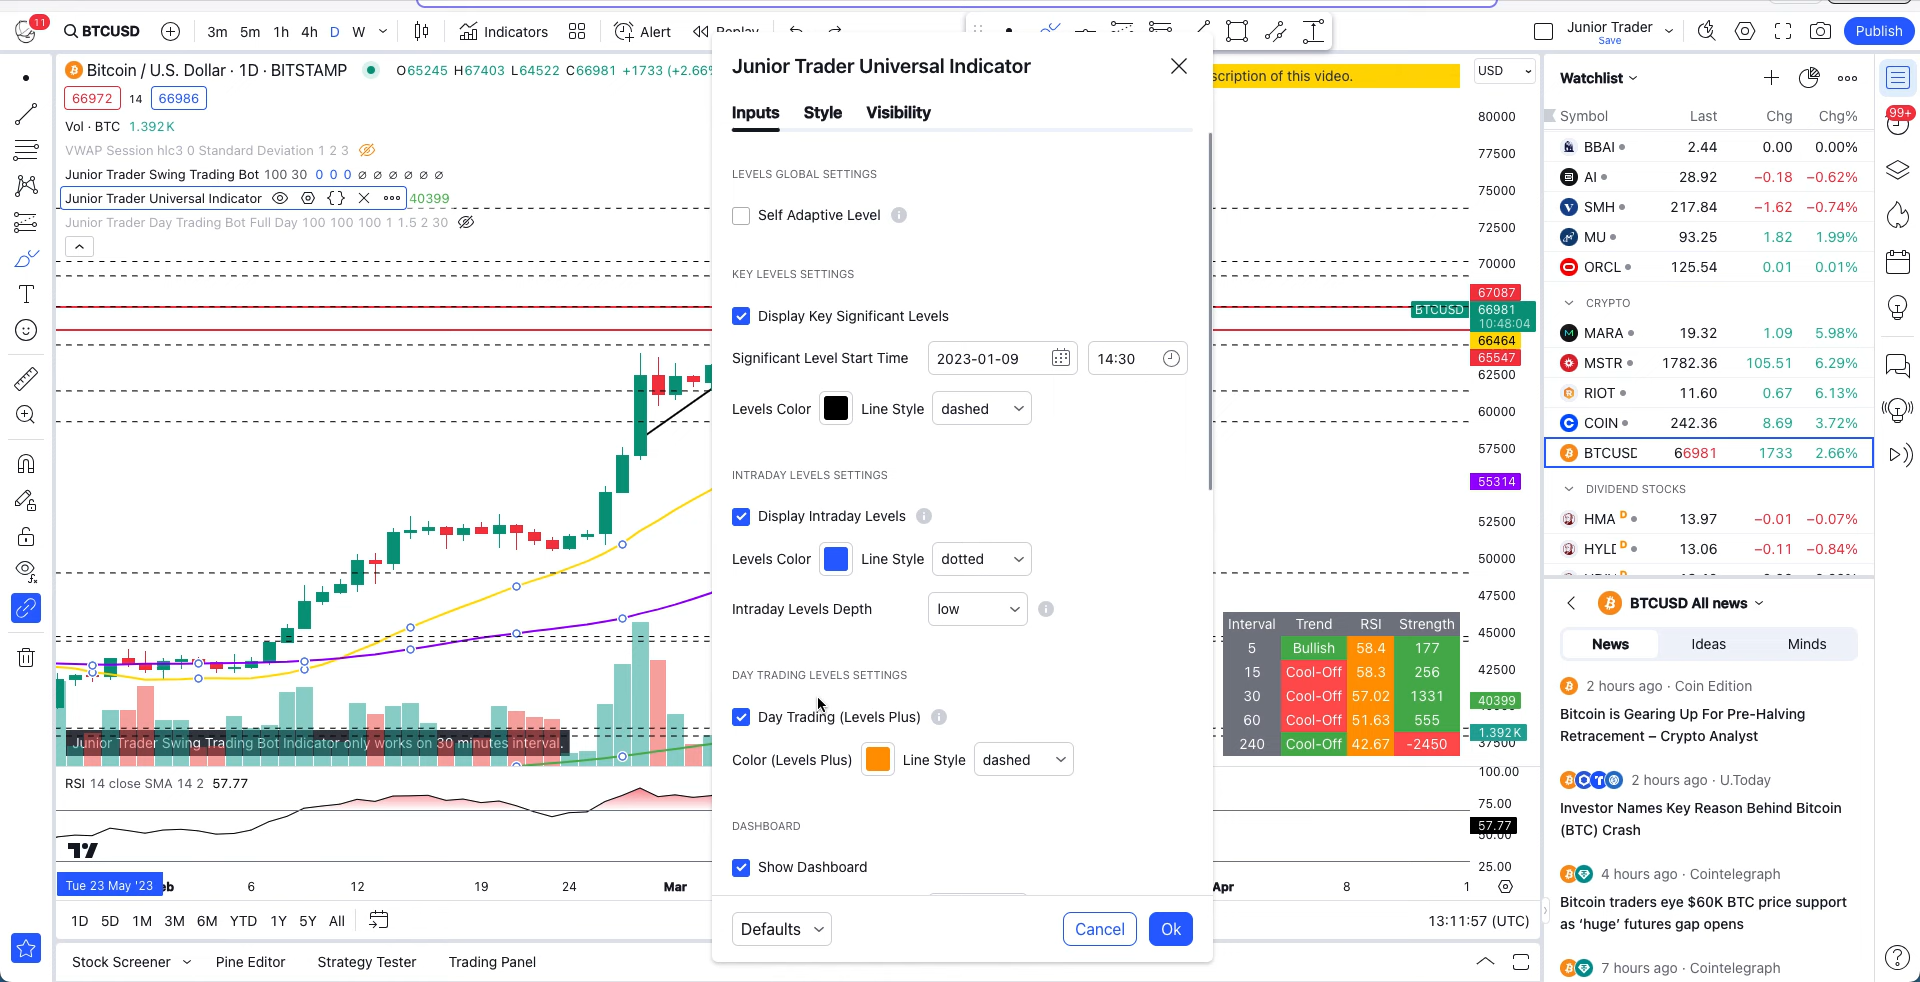 11
BTCUSD
3m 5m 1h 4h D W
Indicators
Alert
Replay
Junior Trader
Save
Publish
Bitcoin / U.S. Dollar · 1D · BITSTAMP
O65245 H67403 L64522 C66981 +1733 (+2.66%
66972 14 66986
Vol · BTC 1.392K
VWAP Session hlc3 0 Standard Deviation 1 2 3
Junior Trader Swing Trading Bot 100 30 0 0 0 ø ø ø ø ø ø
Junior Trader Universal Indicator 40399
Junior Trader Day Trading Bot Full Day 100 100 100 1 1.5 2 30
Junior Trader Swing Trading Bot Indicator only works on 30 minutes interval.
RSI 14 close SMA 14 2 57.77
Tue 23 May '23
eb 6 12 19 24 Mar
Apr 8 1
1D 5D 1M 3M 6M YTD 1Y 5Y All
13:11:57 (UTC)
Stock Screener
Pine Editor
Strategy Tester
Trading Panel
Junior Trader Universal Indicator
Inputs Style Visibility
LEVELS GLOBAL SETTINGS
Self Adaptive Level
KEY LEVELS SETTINGS
Display Key Significant Levels
Significant Level Start Time 2023-01-09 14:30
Levels Color Line Style dashed
INTRADAY LEVELS SETTINGS
Display Intraday Levels
Levels Color Line Style dotted
Intraday Levels Depth low
DAY TRADING LEVELS SETTINGS
Day Trading (Levels Plus)
Color (Levels Plus) Line Style dashed
DASHBOARD
Show Dashboard
Defaults
Cancel
Ok
scription of this video.
USD
80000
77500
75000
72500
70000
67087
BTCUSD 66981
10:48:04
66464
65547
62500
60000
57500
55314
52500
50000
47500
45000
42500
40399
1.392K
37500
100.00
75.00
57.77
50.00
25.00
Interval Trend RSI Strength
5 Bullish 58.4 177
15 Cool-Off 58.3 256
30 Cool-Off 57.02 1331
60 Cool-Off 51.63 555
240 Cool-Off 42.67 -2450
Watchlist
Symbol Last Chg Chg%
BBAI 2.44 0.00 0.00%
AI 28.92 −0.18 −0.62%
SMH 217.84 −1.62 −0.74%
MU 93.25 1.82 1.99%
ORCL 125.54 0.01 0.01%
CRYPTO
MARA 19.32 1.09 5.98%
MSTR 1782.36 105.51 6.29%
RIOT 11.60 0.67 6.13%
COIN 242.36 8.69 3.72%
BTCUSD 66981 1733 2.66%
DIVIDEND STOCKS
HMA D 13.97 −0.01 −0.07%
HYLD D 13.06 −0.11 −0.84%
BTCUSD All news
News Ideas Minds
2 hours ago · Coin Edition
Bitcoin is Gearing Up For Pre-Halving
Retracement – Crypto Analyst
2 hours ago · U.Today
Investor Names Key Reason Behind Bitcoin
(BTC) Crash
4 hours ago · Cointelegraph
Bitcoin traders eye $60K BTC price support
as ‘huge’ futures gap opens
7 hours ago · Cointelegraph
99+